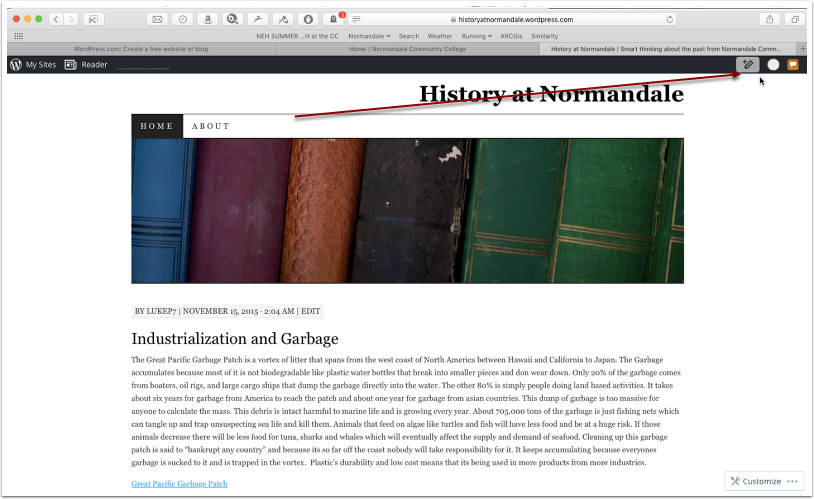 3
historyatnormandale.wordpress.com
NEH SUMMER ...H at the CC Normandale Search Weather Running ArcGIS Similarity
WordPress.com: Create a free website or blog
Home | Normandale Community College
History at Normandale | Smart thinking about the past from Normandale Comm...
My Sites Reader
History at Normandale
HOME ABOUT
BY LUKEP7 | NOVEMBER 15, 2015 · 2:04 AM | EDIT
Industrialization and Garbage
The Great Pacific Garbage Patch is a vortex of litter that spans from the west coast of North America between Hawaii and California to Japan. The Garbage
accumulates because most of it is not biodegradable like plastic water bottles that break into smaller pieces and don wear down. Only 20% of the garbage comes
from boaters, oil rigs, and large cargo ships that dump the garbage directly into the water. The other 80% is simply people doing land based activities. It takes
about six years for garbage from America to reach the patch and about one year for garbage from asian countries. This dump of garbage is too massive for
anyone to calculate the mass. This debris is intact harmful to marine life and is growing every year. About 705,000 tons of the garbage is just fishing nets which
can tangle up and trap unsuspecting sea life and kill them. Animals that feed on algae like turtles and fish will have less food and be at a huge risk. If those
animals decrease there will be less food for tuna, sharks and whales which will eventually affect the supply and demand of seafood. Cleaning up this garbage
patch is said to "bankrupt any country" and because its so far off the coast nobody will take responsibility for it. It keeps accumulating because everyones
garbage is sucked to it and is trapped in the vortex. Plastic's durability and low cost means that its being used in more products from more industries.
Great Pacific Garbage Patch
Customize